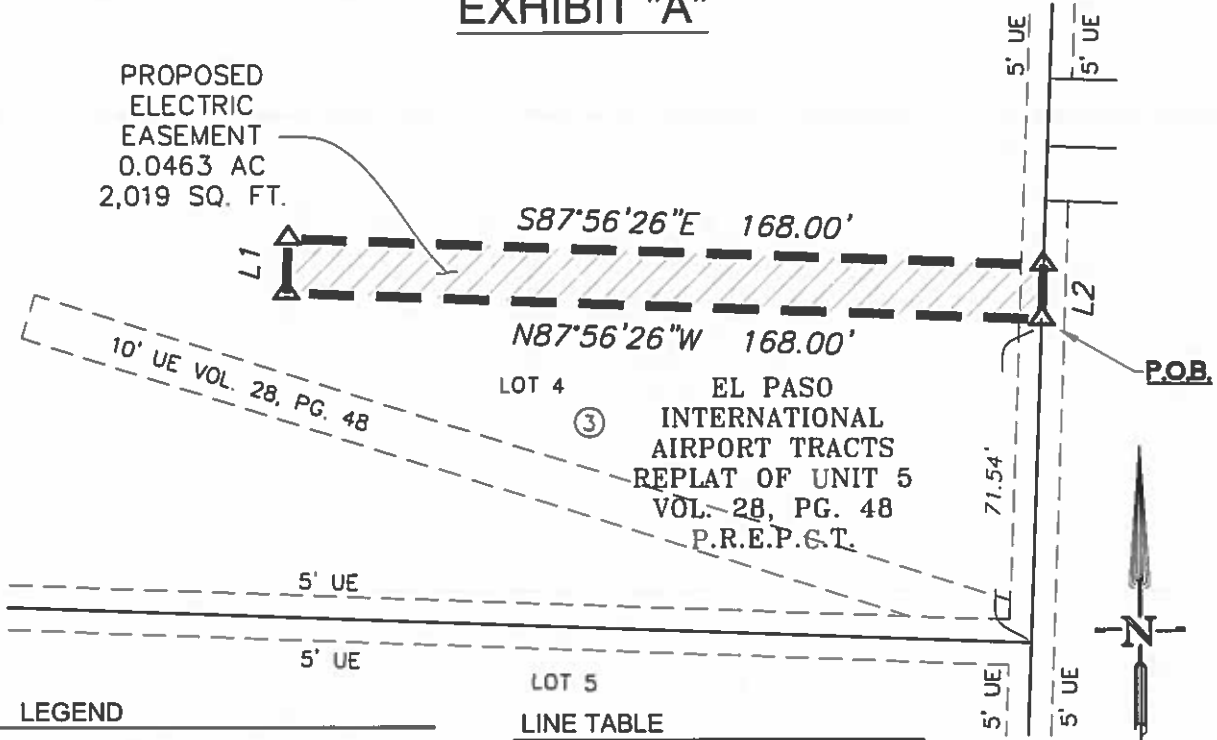 EXHIBIT "A"
5' UE
5' UE
PROPOSED
ELECTRIC
EASEMENT
0.0463 AC
2,019 SQ. FT.
S87°56'26"E 168.00'
L1
L2
N87°56'26"W 168.00'
P.O.B.
10' UE VOL. 28, PG. 48
LOT 4
3
EL PASO
INTERNATIONAL
AIRPORT TRACTS
REPLAT OF UNIT 5
VOL. 28, PG. 48
P.R.E.P.C.T.
71.54'
5' UE
5' UE
N
LOT 5
5' UE
5' UE
LEGEND
LINE TABLE